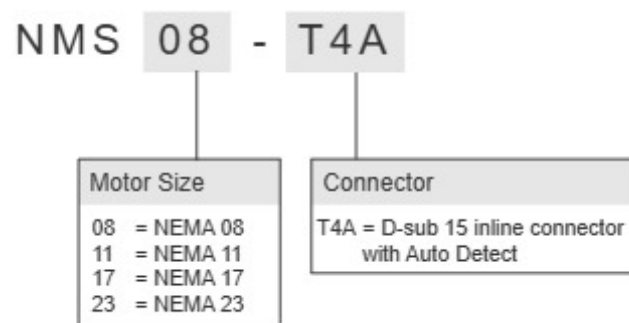 NMS 08 - T4A
Motor Size
08 = NEMA 08
11 = NEMA 11
17 = NEMA 17
23 = NEMA 23
Connector
T4A = D-sub 15 inline connector
with Auto Detect